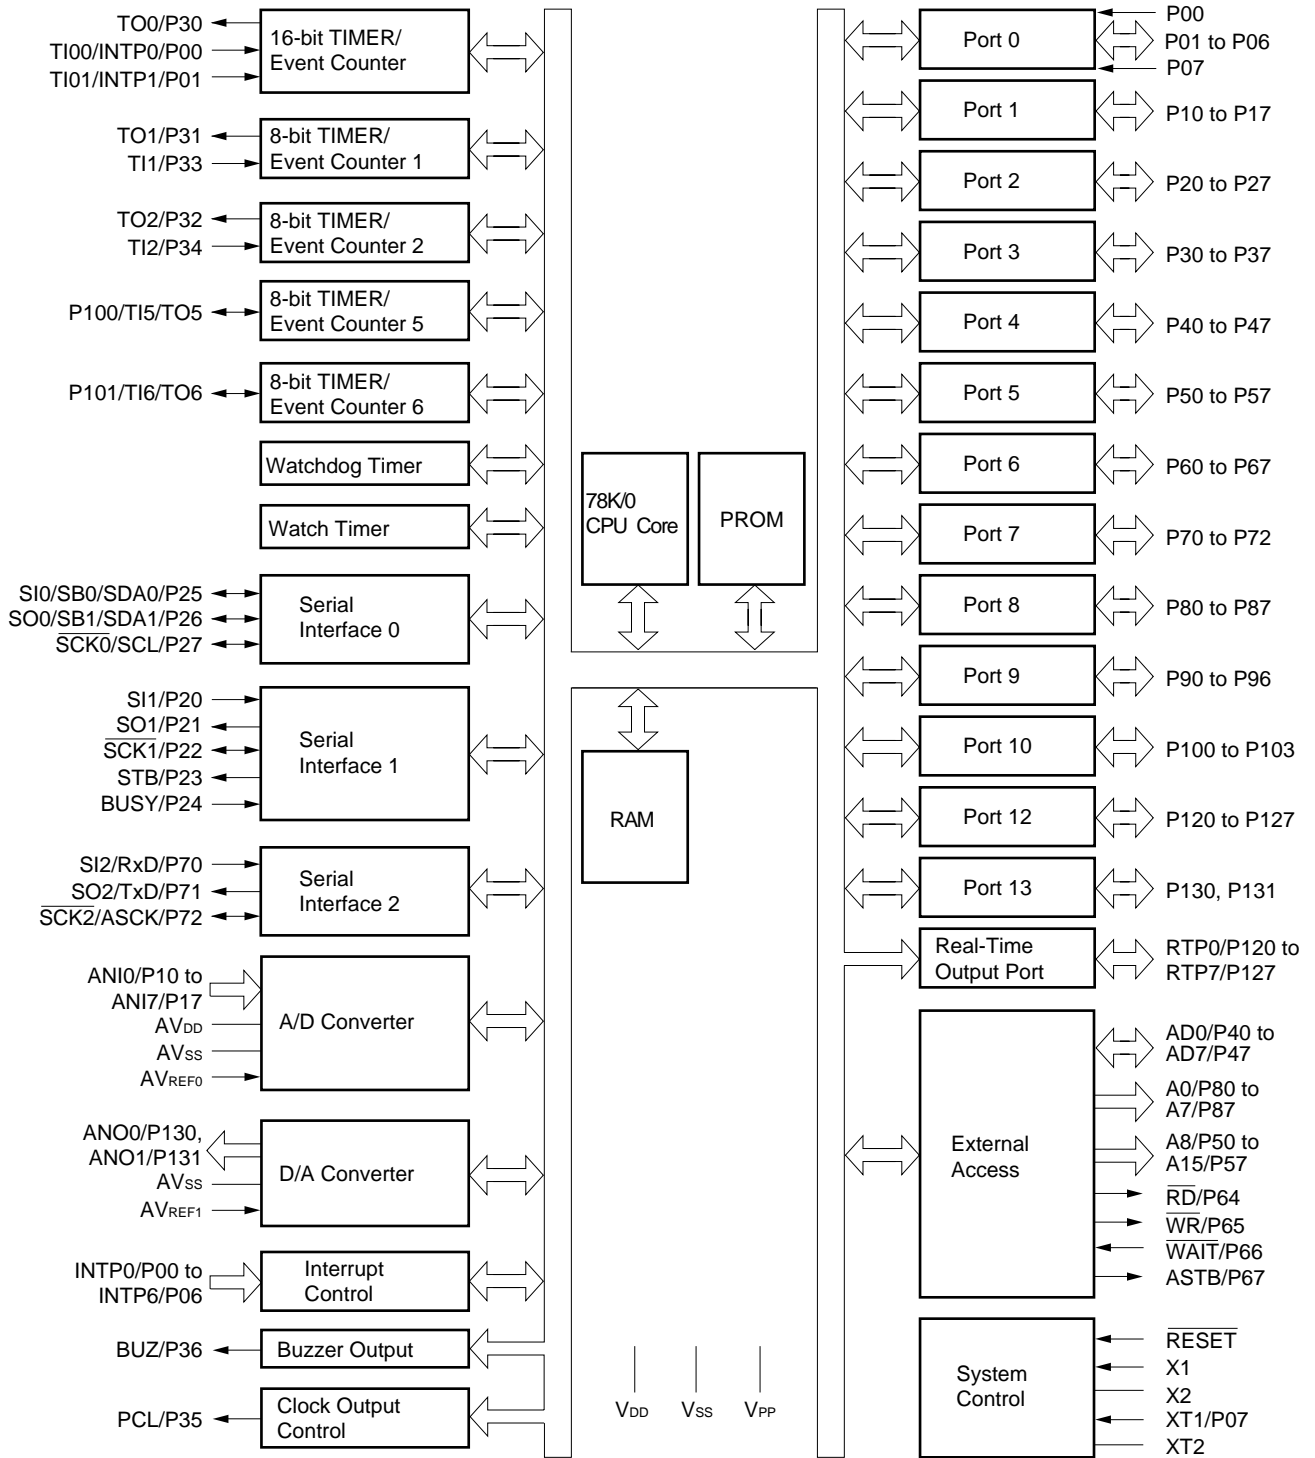 TO0/P30
TI00/INTP0/P00
TI01/INTP1/P01
16-bit TIMER/
Event Counter
TO1/P31
TI1/P33
8-bit TIMER/
Event Counter 1
TO2/P32
TI2/P34
8-bit TIMER/
Event Counter 2
P100/TI5/TO5
8-bit TIMER/
Event Counter 5
P101/TI6/TO6
8-bit TIMER/
Event Counter 6
Watchdog Timer
Watch Timer
SI0/SB0/SDA0/P25
SO0/SB1/SDA1/P26
SCK0/SCL/P27
Serial
Interface 0
SI1/P20
SO1/P21
SCK1/P22
STB/P23
BUSY/P24
Serial
Interface 1
SI2/RxD/P70
SO2/TxD/P71
SCK2/ASCK/P72
Serial
Interface 2
ANI0/P10 to
ANI7/P17
AVDD
AVSS
AVREF0
A/D Converter
ANO0/P130,
ANO1/P131
AVSS
AVREF1
D/A Converter
INTP0/P00 to
INTP6/P06
Interrupt
Control
BUZ/P36
Buzzer Output
PCL/P35
Clock Output
Control
78K/0
CPU Core
PROM
RAM
VDD
VSS
VPP
Port 0
P00
P01 to P06
P07
Port 1
P10 to P17
Port 2
P20 to P27
Port 3
P30 to P37
Port 4
P40 to P47
Port 5
P50 to P57
Port 6
P60 to P67
Port 7
P70 to P72
Port 8
P80 to P87
Port 9
P90 to P96
Port 10
P100 to P103
Port 12
P120 to P127
Port 13
P130, P131
Real-Time
Output Port
RTP0/P120 to
RTP7/P127
External
Access
AD0/P40 to
AD7/P47
A0/P80 to
A7/P87
A8/P50 to
A15/P57
RD/P64
WR/P65
WAIT/P66
ASTB/P67
System
Control
RESET
X1
X2
XT1/P07
XT2